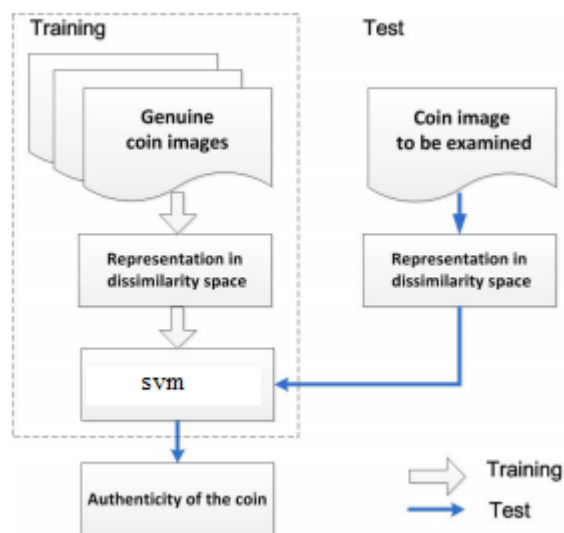 Training
Test
Genuine
coin images
Coin image
to be examined
Representation in
dissimilarity space
Representation in
dissimilarity space
svm
Authenticity of the coin
Training
Test